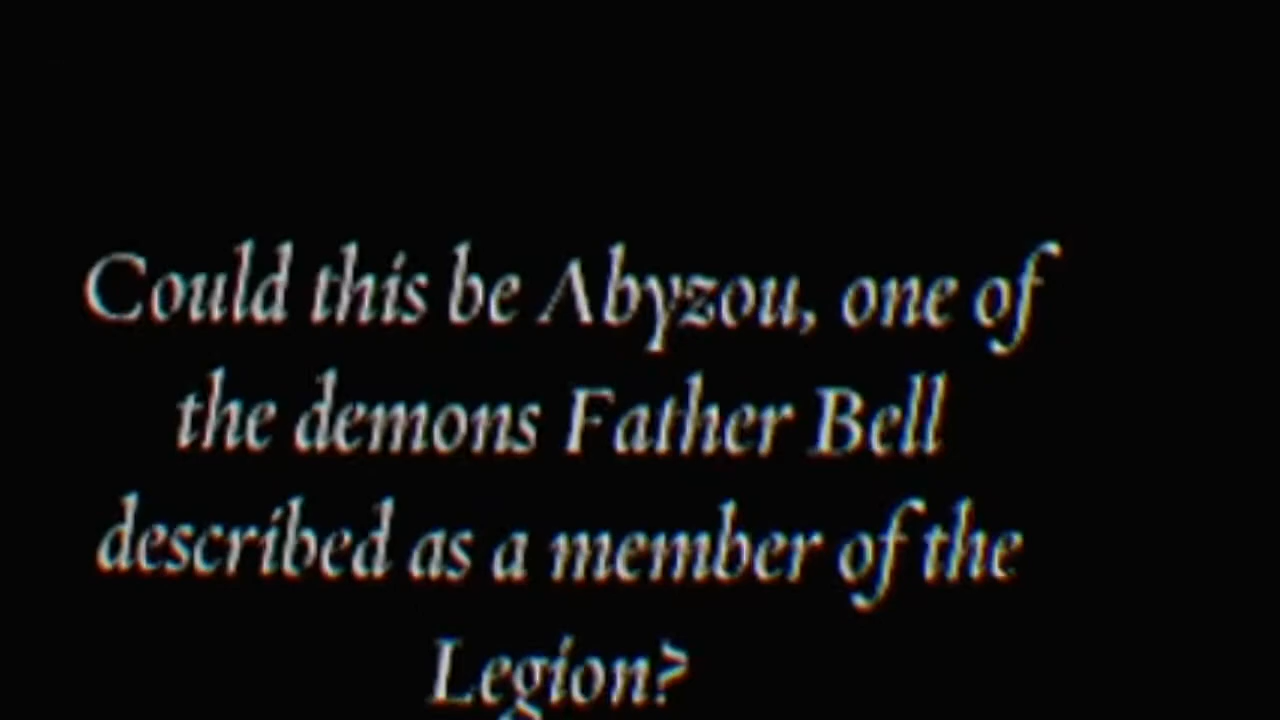 Could this be Abyzou, one of
the demons Father Bell
described as a member of the
Legion?